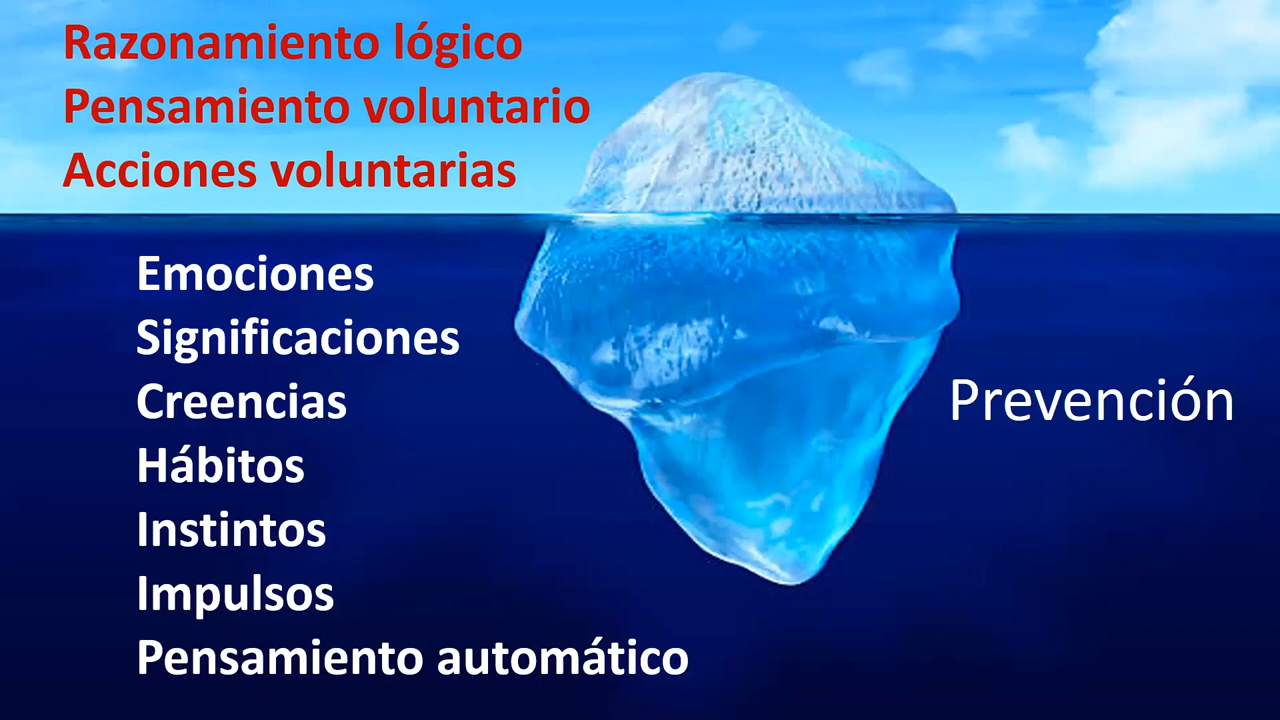 Razonamiento lógico
Pensamiento voluntario
Acciones voluntarias
Emociones
Significaciones
Creencias
Hábitos
Instintos
Impulsos
Pensamiento automático
Prevención